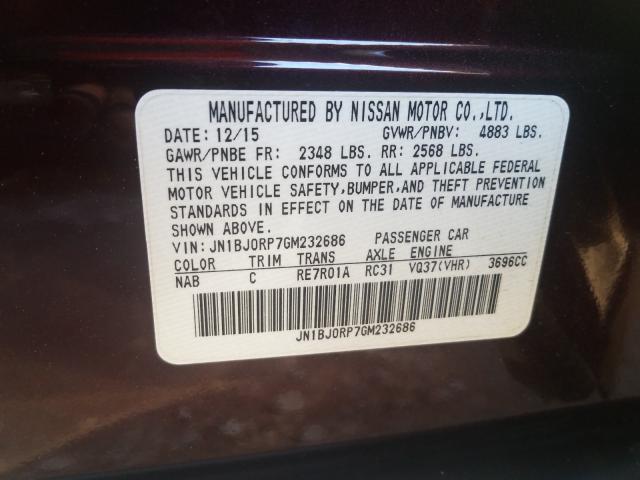 MANUFACTURED BY NISSAN MOTOR CO.,LTD.
DATE: 12/15 GVWR/PNBV: 4883 LBS.
GAWR/PNBE FR: 2348 LBS. RR: 2568 LBS.
THIS VEHICLE CONFORMS TO ALL APPLICABLE FEDERAL
MOTOR VEHICLE SAFETY,BUMPER,AND THEFT PREVENTION
STANDARDS IN EFFECT ON THE DATE OF MANUFACTURE
SHOWN ABOVE.
VIN: JN1BJ0RP7GM232686 PASSENGER CAR
COLOR TRIM TRANS AXLE ENGINE
NAB C RE7R01A RC31 VQ37(VHR) 3696CC
JN1BJ0RP7GM232686